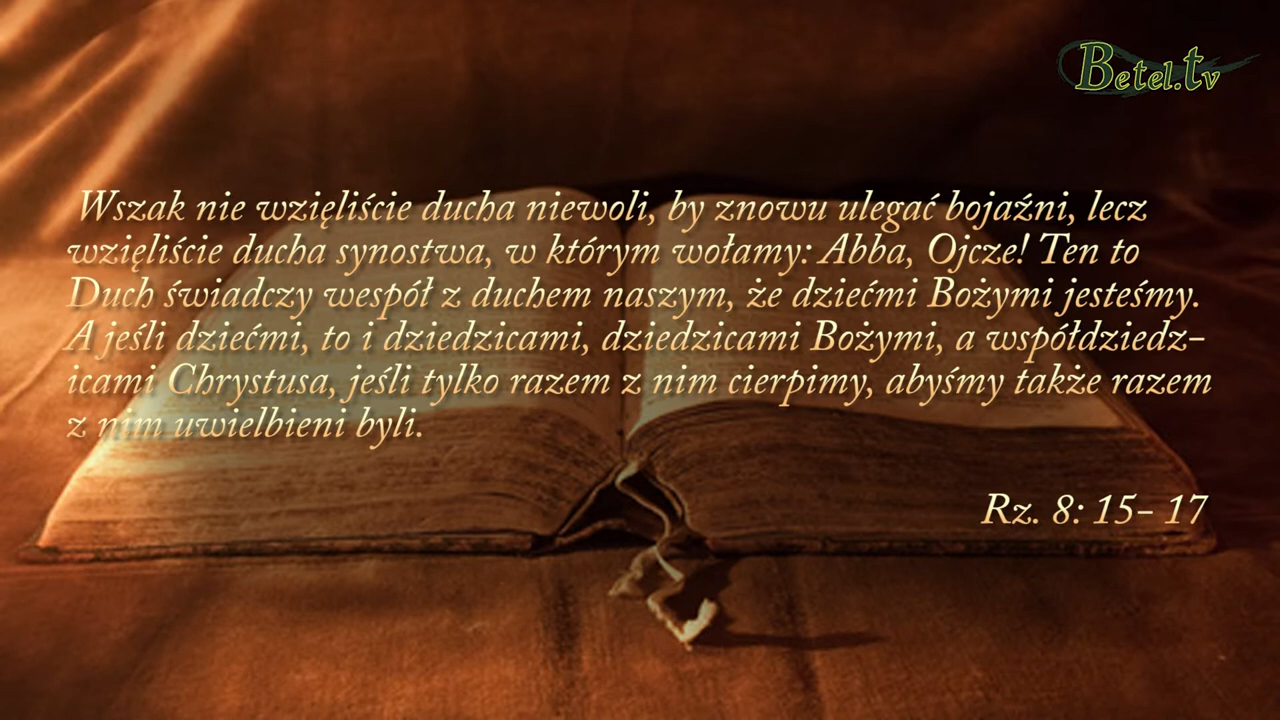 Betel.tv
Wszak nie wzięliście ducha niewoli, by znowu ulegać bojaźni, lecz
wzięliście ducha synostwa, w którym wołamy: Abba, Ojcze! Ten to
Duch świadczy wespół z duchem naszym, że dziećmi Bożymi jesteśmy.
A jeśli dziećmi, to i dziedzicami, dziedzicami Bożymi, a współdziedz-
icami Chrystusa, jeśli tylko razem z nim cierpimy, abyśmy także razem
z nim uwielbieni byli.
Rz. 8: 15- 17